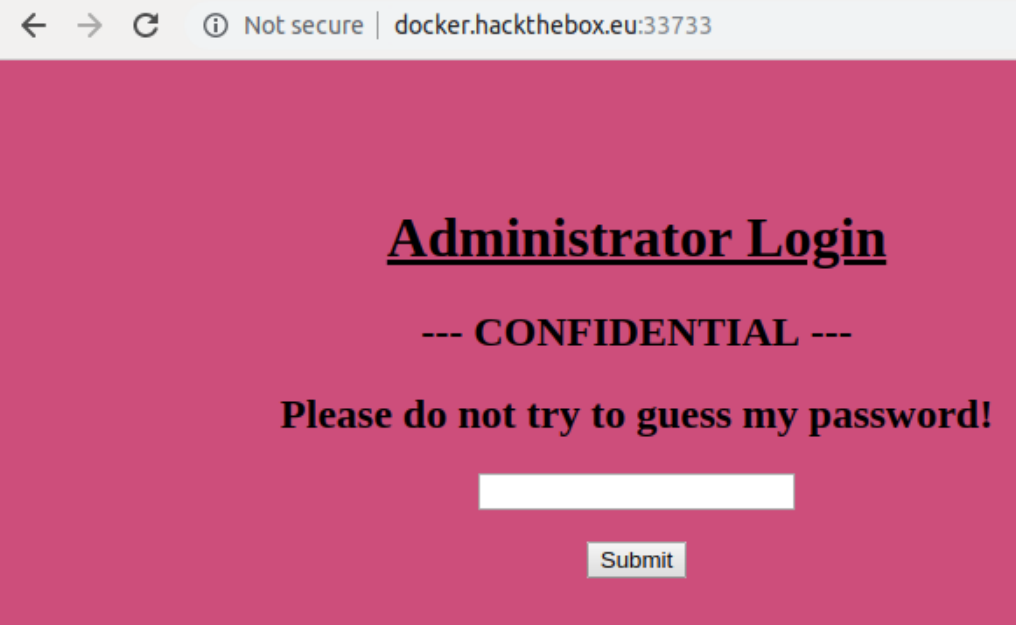 Not secure docker.hackthebox.eu:33733
Administrator Login
--- CONFIDENTIAL ---
Please do not try to guess my password!
Submit